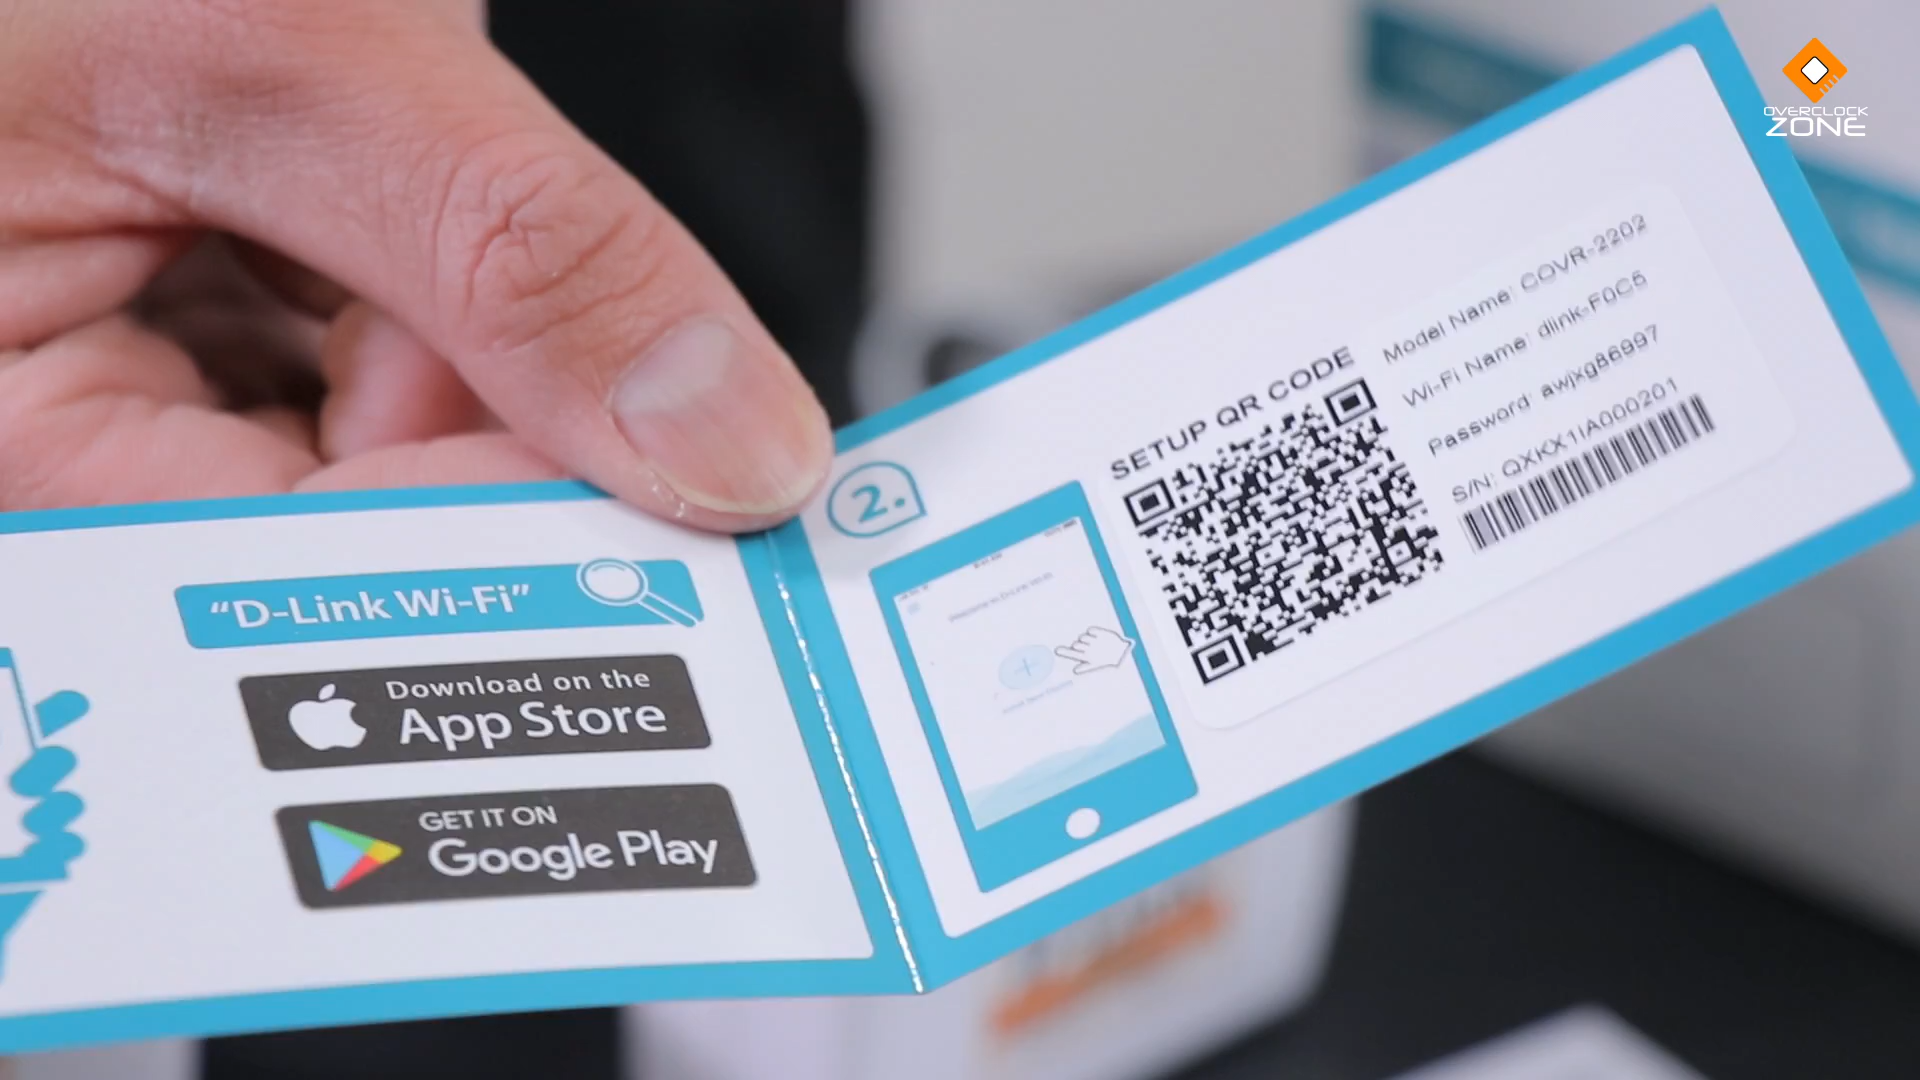 OVERCLOCK
ZONE
"D-Link Wi-Fi"
Download on the
App Store
GET IT ON
Google Play
2.
SETUP QR CODE
Model Name: COVR-2202
Wi-Fi Name: dlink-F0C5
Password: awjxg86997
S/N: QXKX1IA000201